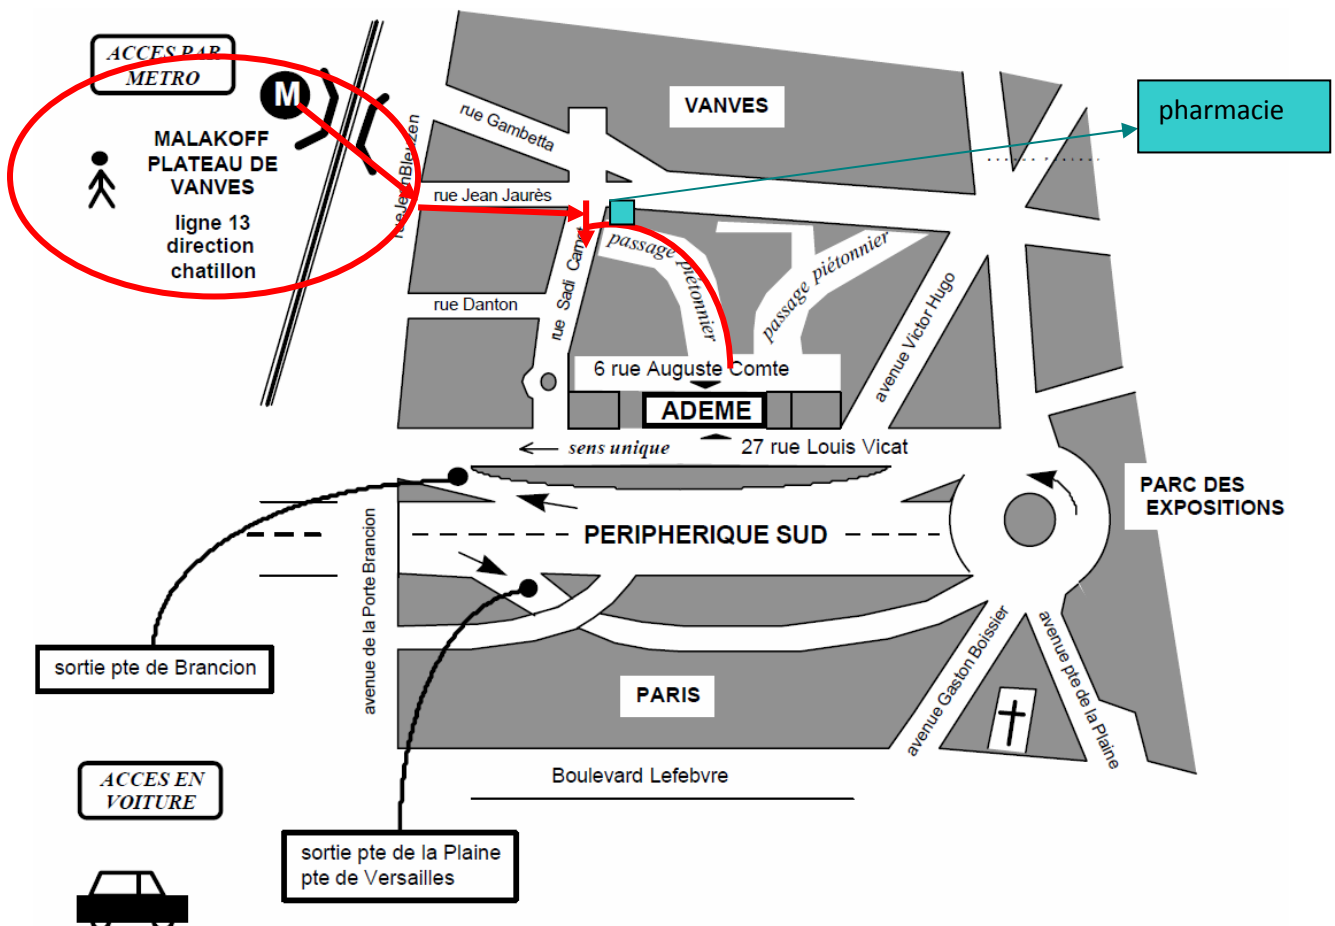 ACCES PAR
METRO
M
MALAKOFF
PLATEAU DE
VANVES
ligne 13
direction
chatillon
VANVES
pharmacie
rue Gambetta
rue Jean Bleuzen
rue Jean Jaurès
rue Sadi Carnot
passage piétonnier
passage piétonnier
rue Danton
avenue Victor Hugo
6 rue Auguste Comte
ADEME
sens unique
27 rue Louis Vicat
PARC DES
EXPOSITIONS
PERIPHERIQUE SUD
avenue de la Porte Brancion
sortie pte de Brancion
PARIS
avenue Gaston Boissier
avenue pte de la Plaine
Boulevard Lefebvre
ACCES EN
VOITURE
sortie pte de la Plaine
pte de Versailles